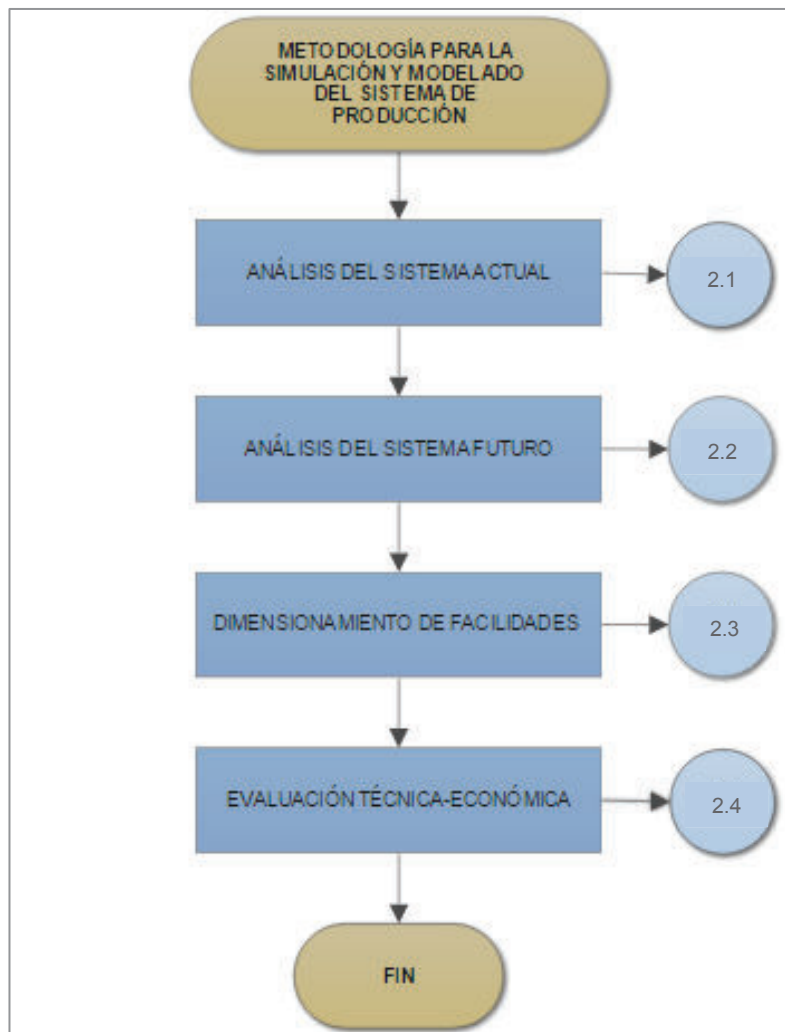 METODOLOGÍA PARA LA
SIMULACIÓN Y MODELADO
DEL SISTEMA DE
PRODUCCIÓN
ANÁLISIS DEL SISTEMA ACTUAL
2.1
ANÁLISIS DEL SISTEMA FUTURO
2.2
DIMENSIONAMIENTO DE FACILIDADES
2.3
EVALUACIÓN TÉCNICA-ECONÓMICA
2.4
FIN